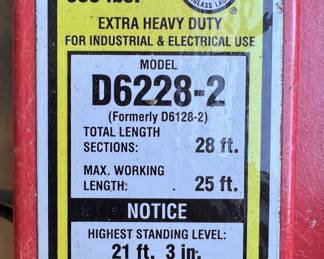 EXTRA HEAVY DUTY
FOR INDUSTRIAL & ELECTRICAL USE
MODEL
D6228-2
(Formerly D6128-2)
TOTAL LENGTH
SECTIONS: 28 ft.
MAX. WORKING
LENGTH: 25 ft.
NOTICE
HIGHEST STANDING LEVEL:
21 ft. 3 in.